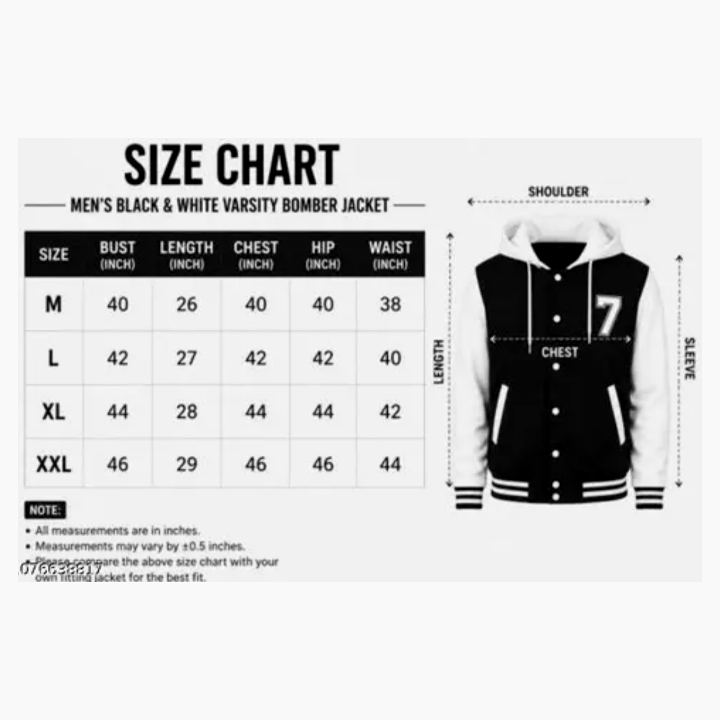 SIZE CHART
MEN'S BLACK & WHITE VARSITY BOMBER JACKET
SIZE BUST (INCH) LENGTH (INCH) CHEST (INCH) HIP (INCH) WAIST (INCH)
M 40 26 40 40 38
L 42 27 42 42 40
XL 44 28 44 44 42
XXL 46 29 46 46 44
NOTE:
• All measurements are in inches.
• Measurements may vary by ±0.5 inches.
• Please compare the above size chart with your
own fitting jacket for the best fit.
SHOULDER
7
CHEST
LENGTH
SLEEVE